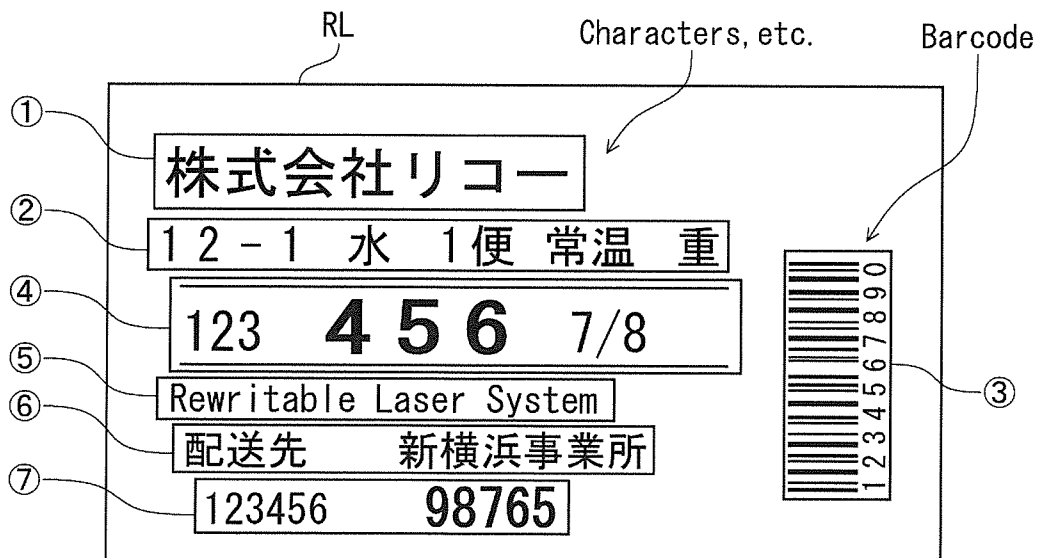 RL
Characters, etc.
Barcode
①
株式会社リコー
②
12-1 水 1便 常温 重
④
123 456 7/8
⑤
Rewritable Laser System
⑥
配送先 新横浜事業所
⑦
123456 98765
1234567890
③